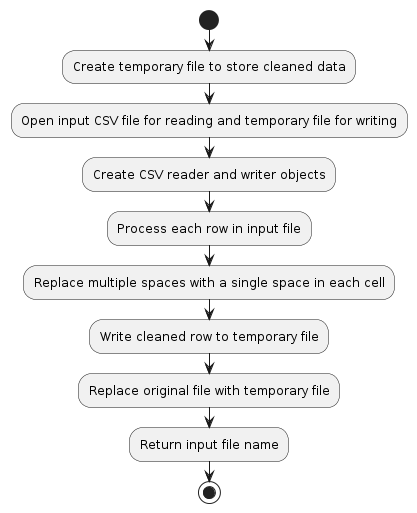 Create temporary file to store cleaned data
Open input CSV file for reading and temporary file for writing
Create CSV reader and writer objects
Process each row in input file
Replace multiple spaces with a single space in each cell
Write cleaned row to temporary file
Replace original file with temporary file
Return input file name